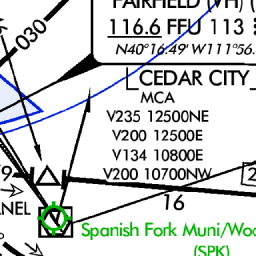 FAIRFIELD (VH)
030
116.6 FFU 113
N40°16.49' W111°56.
CEDAR CITY
MCA
V235 12500NE
V200 12500E
V134 10800E
V200 10700NW
16
Spanish Fork Muni/Woo
(SPK)